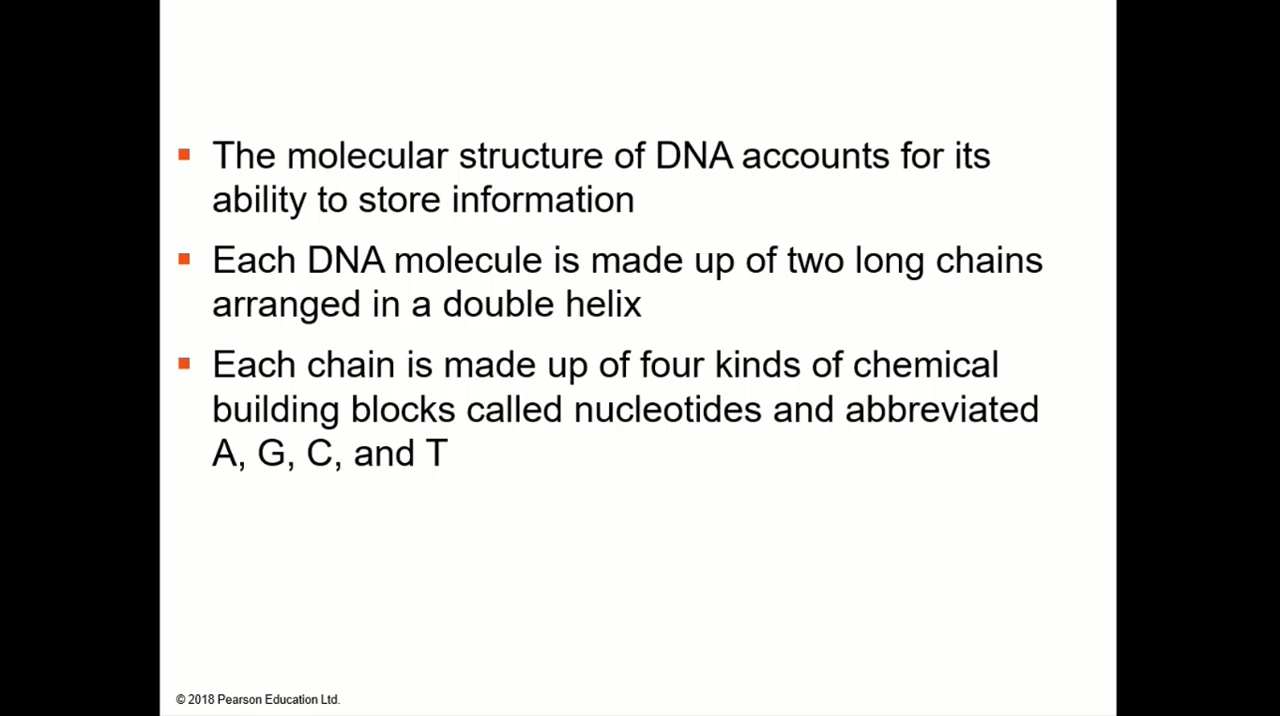 The molecular structure of DNA accounts for its
ability to store information
Each DNA molecule is made up of two long chains
arranged in a double helix
Each chain is made up of four kinds of chemical
building blocks called nucleotides and abbreviated
A, G, C, and T
© 2018 Pearson Education Ltd.